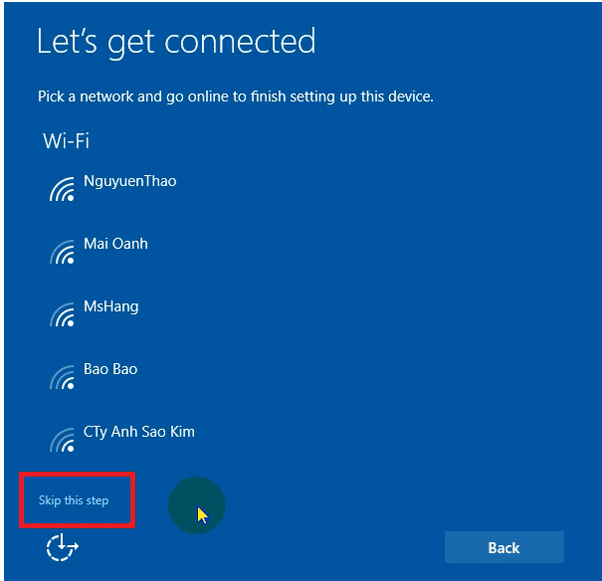 Let's get connected
Pick a network and go online to finish setting up this device.
Wi-Fi
NguyuenThao
Mai Oanh
MsHang
Bao Bao
CTy Anh Sao Kim
Skip this step
Back